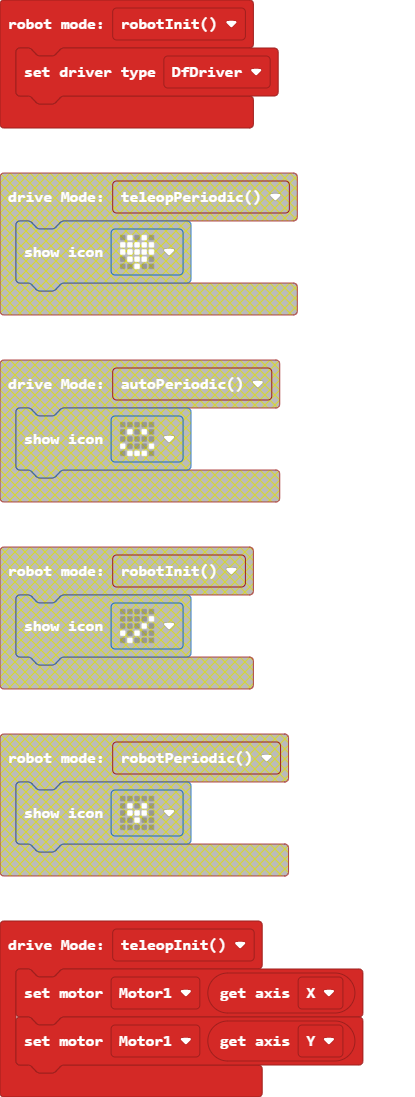 robot mode: robotInit()
set driver type DfDriver
drive Mode: teleopPeriodic()
show icon
drive Mode: autoPeriodic()
show icon
robot mode: robotInit()
show icon
robot mode: robotPeriodic()
show icon
drive Mode: teleopInit()
set motor Motor1 get axis X
set motor Motor1 get axis Y